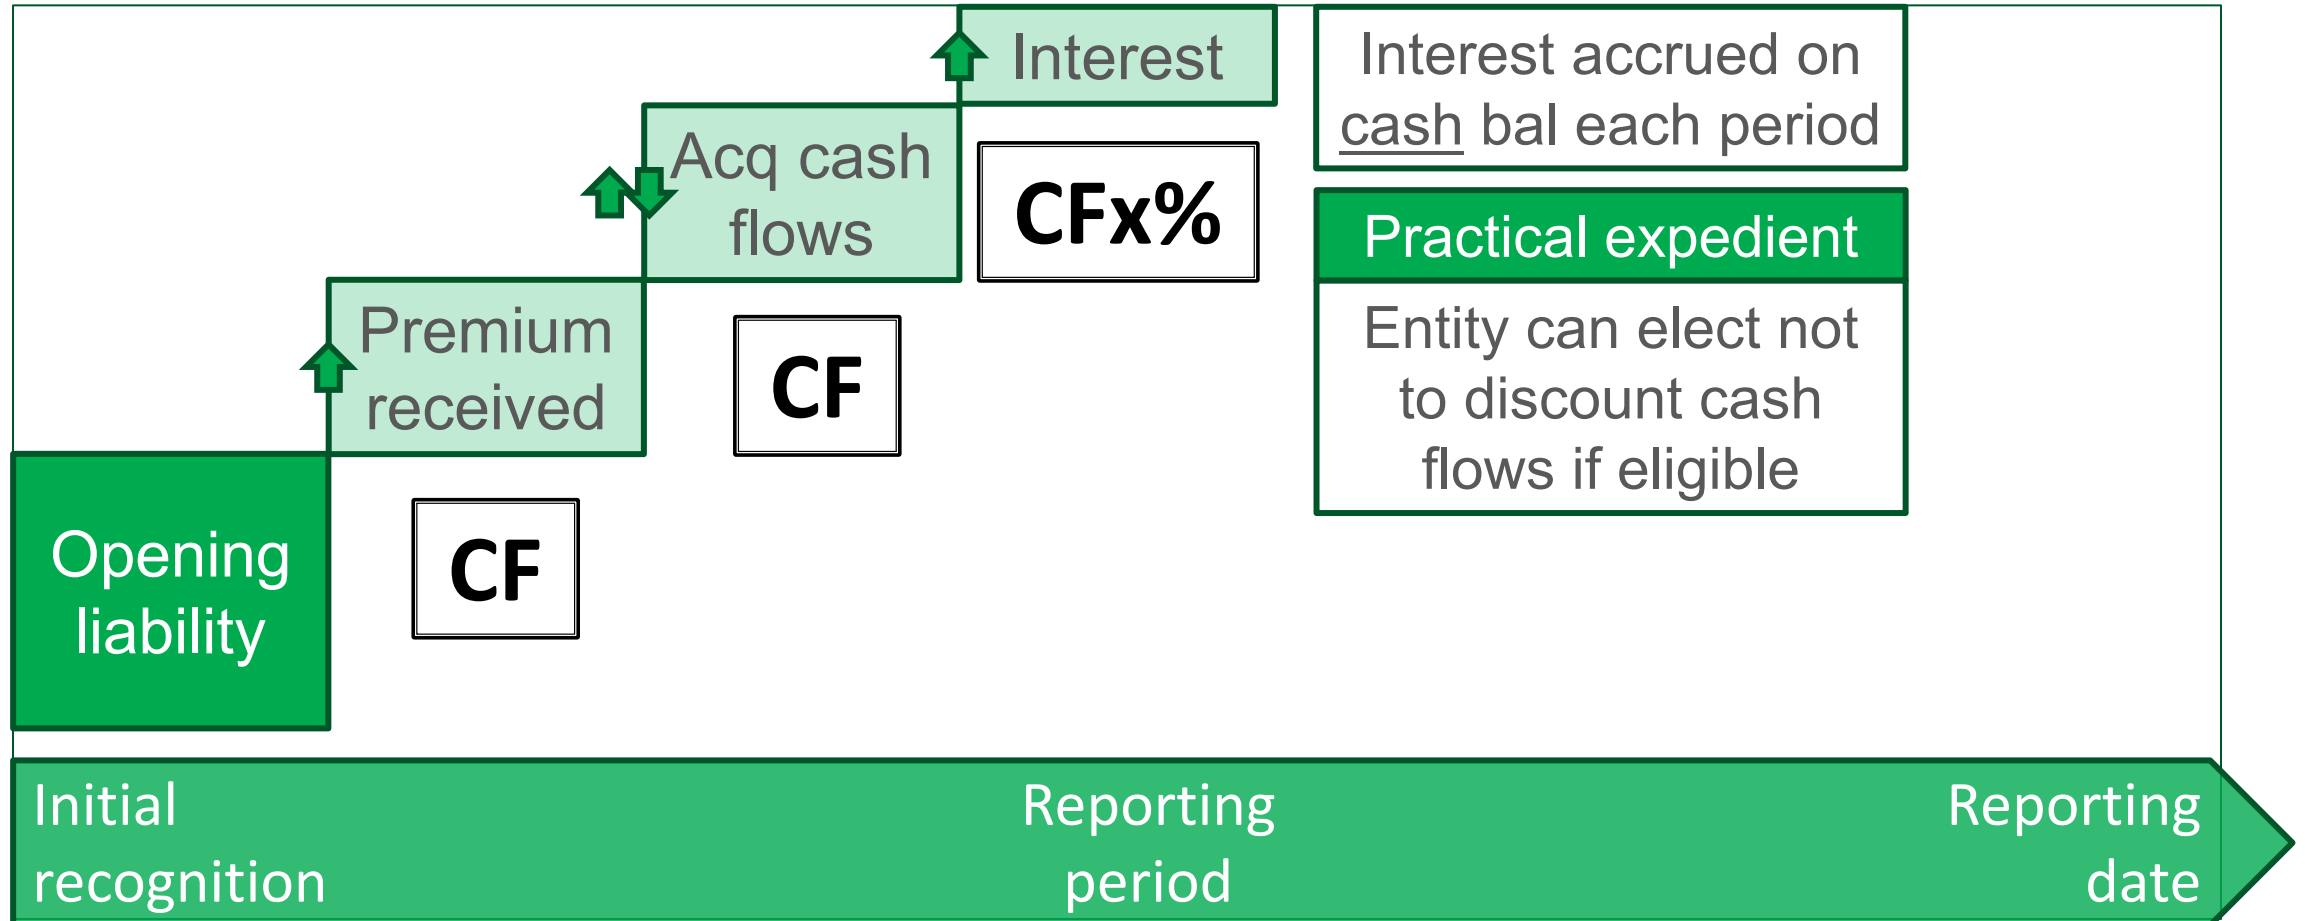 Opening
liability
Premium
received
CF
Acq cash
flows
CF
Interest
CFx%
Interest accrued on
cash bal each period
Practical expedient
Entity can elect not
to discount cash
flows if eligible
Initial
recognition
Reporting
period
Reporting
date